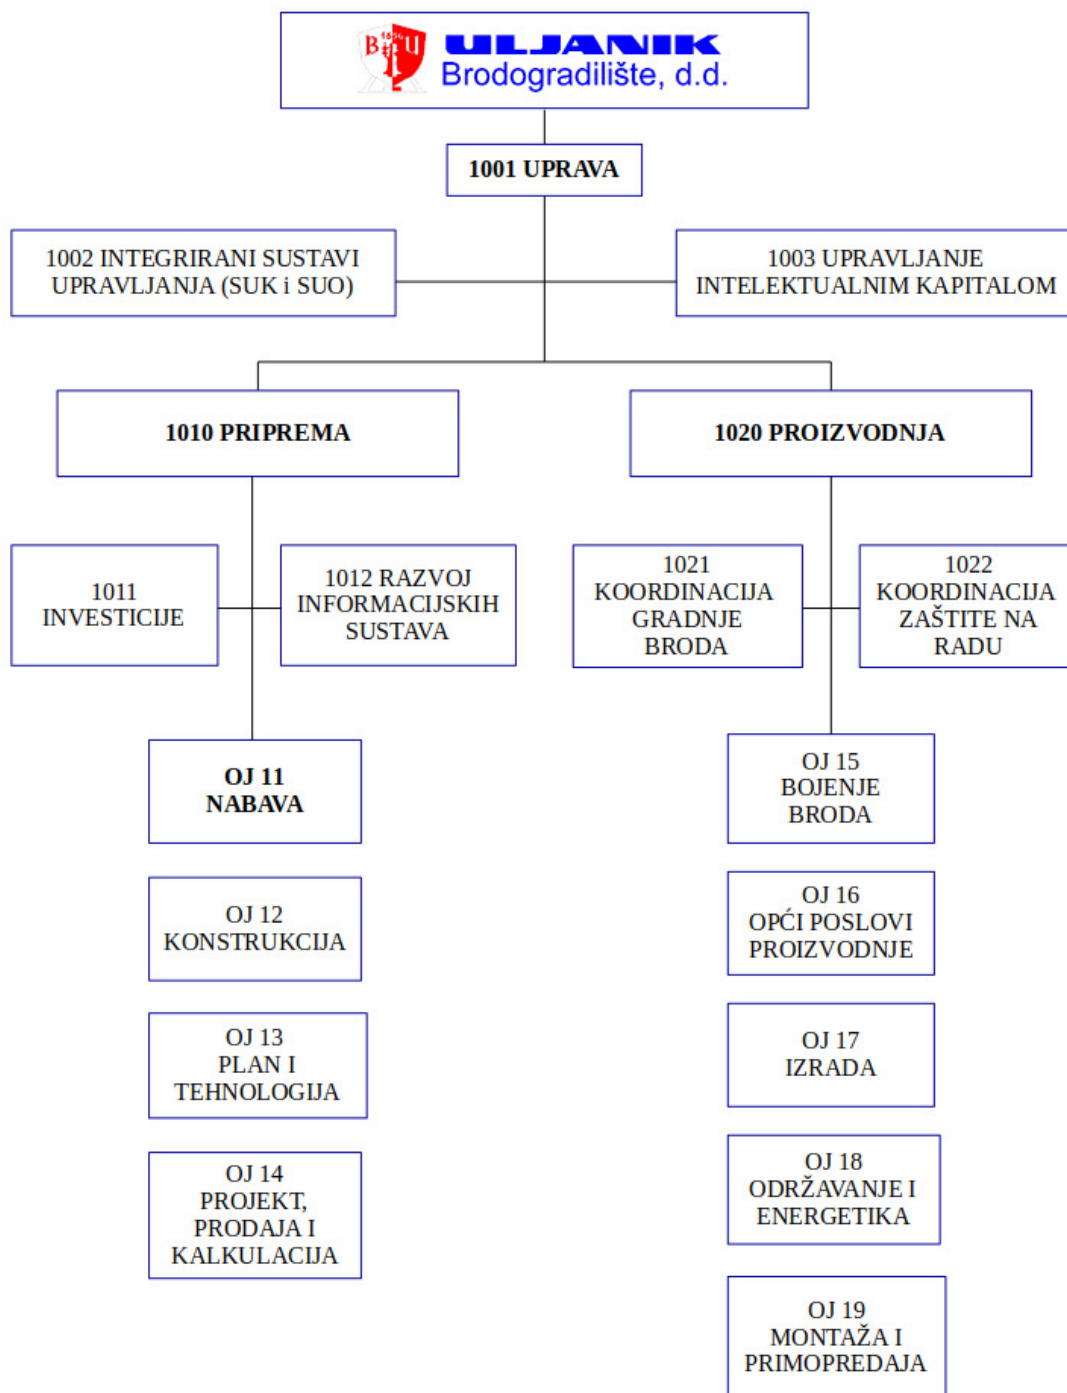 B 1856 U
ULJANIK
Brodogradilište, d.d.
1001 UPRAVA
1002 INTEGRIRANI SUSTAVI
UPRAVLJANJA (SUK i SUO)
1003 UPRAVLJANJE
INTELEKTUALNIM KAPITALOM
1010 PRIPREMA
1020 PROIZVODNJA
1011
INVESTICIJE
1012 RAZVOJ
INFORMACIJSKIH
SUSTAVA
1021
KOORDINACIJA
GRADNJE
BRODA
1022
KOORDINACIJA
ZAŠTITE NA
RADU
OJ 11
NABAVA
OJ 12
KONSTRUKCIJA
OJ 13
PLAN I
TEHNOLOGIJA
OJ 14
PROJEKT,
PRODAJA I
KALKULACIJA
OJ 15
BOJENJE
BRODA
OJ 16
OPĆI POSLOVI
PROIZVODNJE
OJ 17
IZRADA
OJ 18
ODRŽAVANJE I
ENERGETIKA
OJ 19
MONTAŽA I
PRIMOPREDAJA